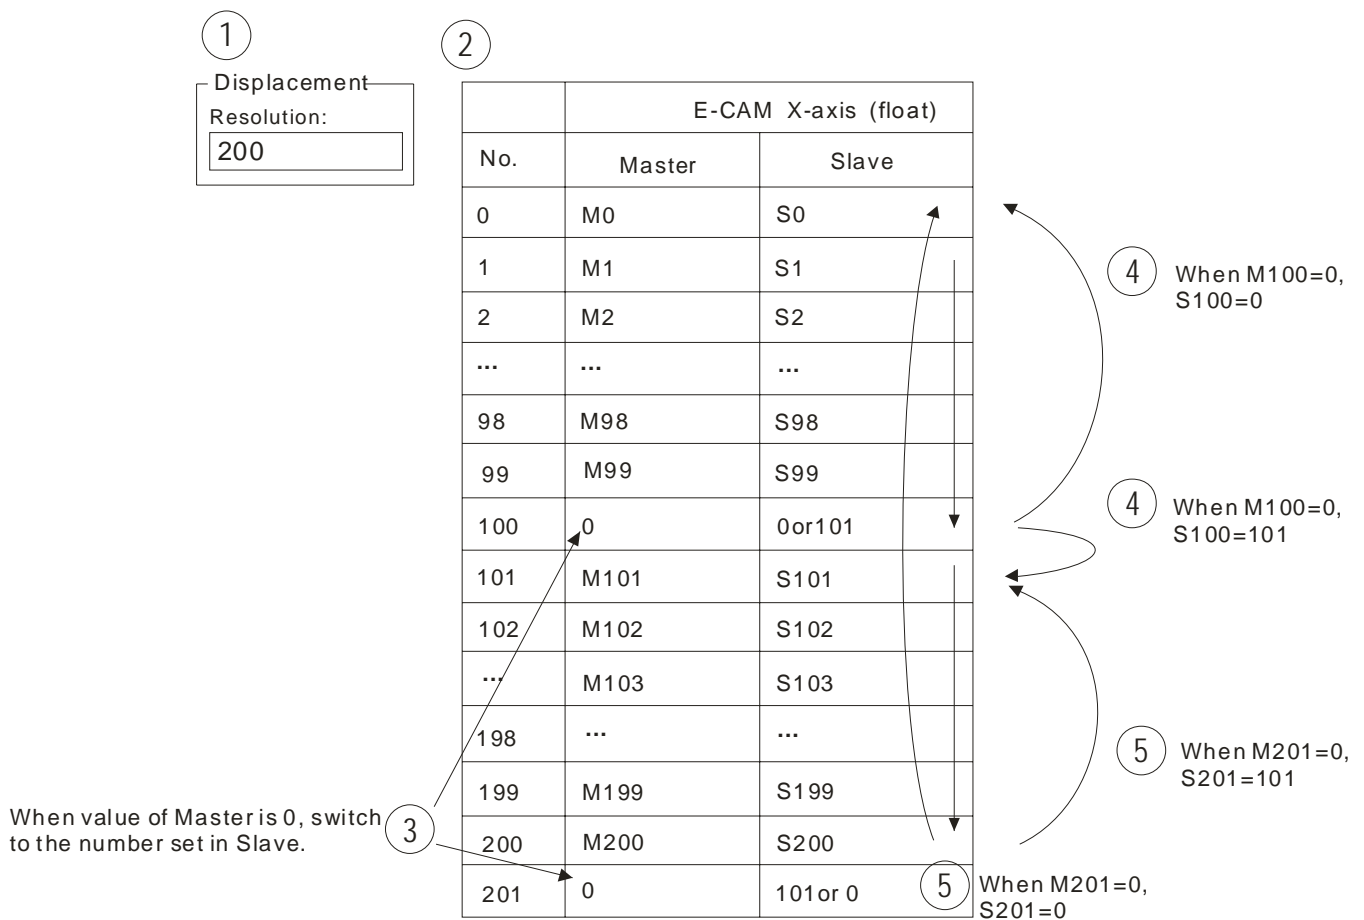 1
Displacement
Resolution:
200
2
E-CAM X-axis (float)
No. Master Slave
0 M0 S0
1 M1 S1
2 M2 S2
... ... ...
98 M98 S98
99 M99 S99
100 0 0or101
101 M101 S101
102 M102 S102
... M103 S103
198 ... ...
199 M199 S199
200 M200 S200
201 0 101or 0
4 When M100=0,
S100=0
4 When M100=0,
S100=101
5 When M201=0,
S201=101
5 When M201=0,
S201=0
When value of Master is 0, switch
to the number set in Slave.
3